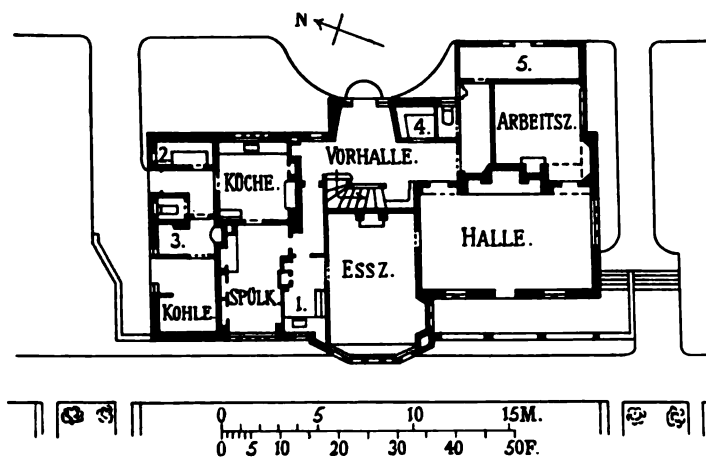 N
5.
4.
ARBEITSZ.
2.
VORHALLE.
KÜCHE.
3.
HALLE.
ESSZ.
KOHLE
SPÜLK.
1.
0 5 10 15M.
0 5 10 20 30 40 50F.